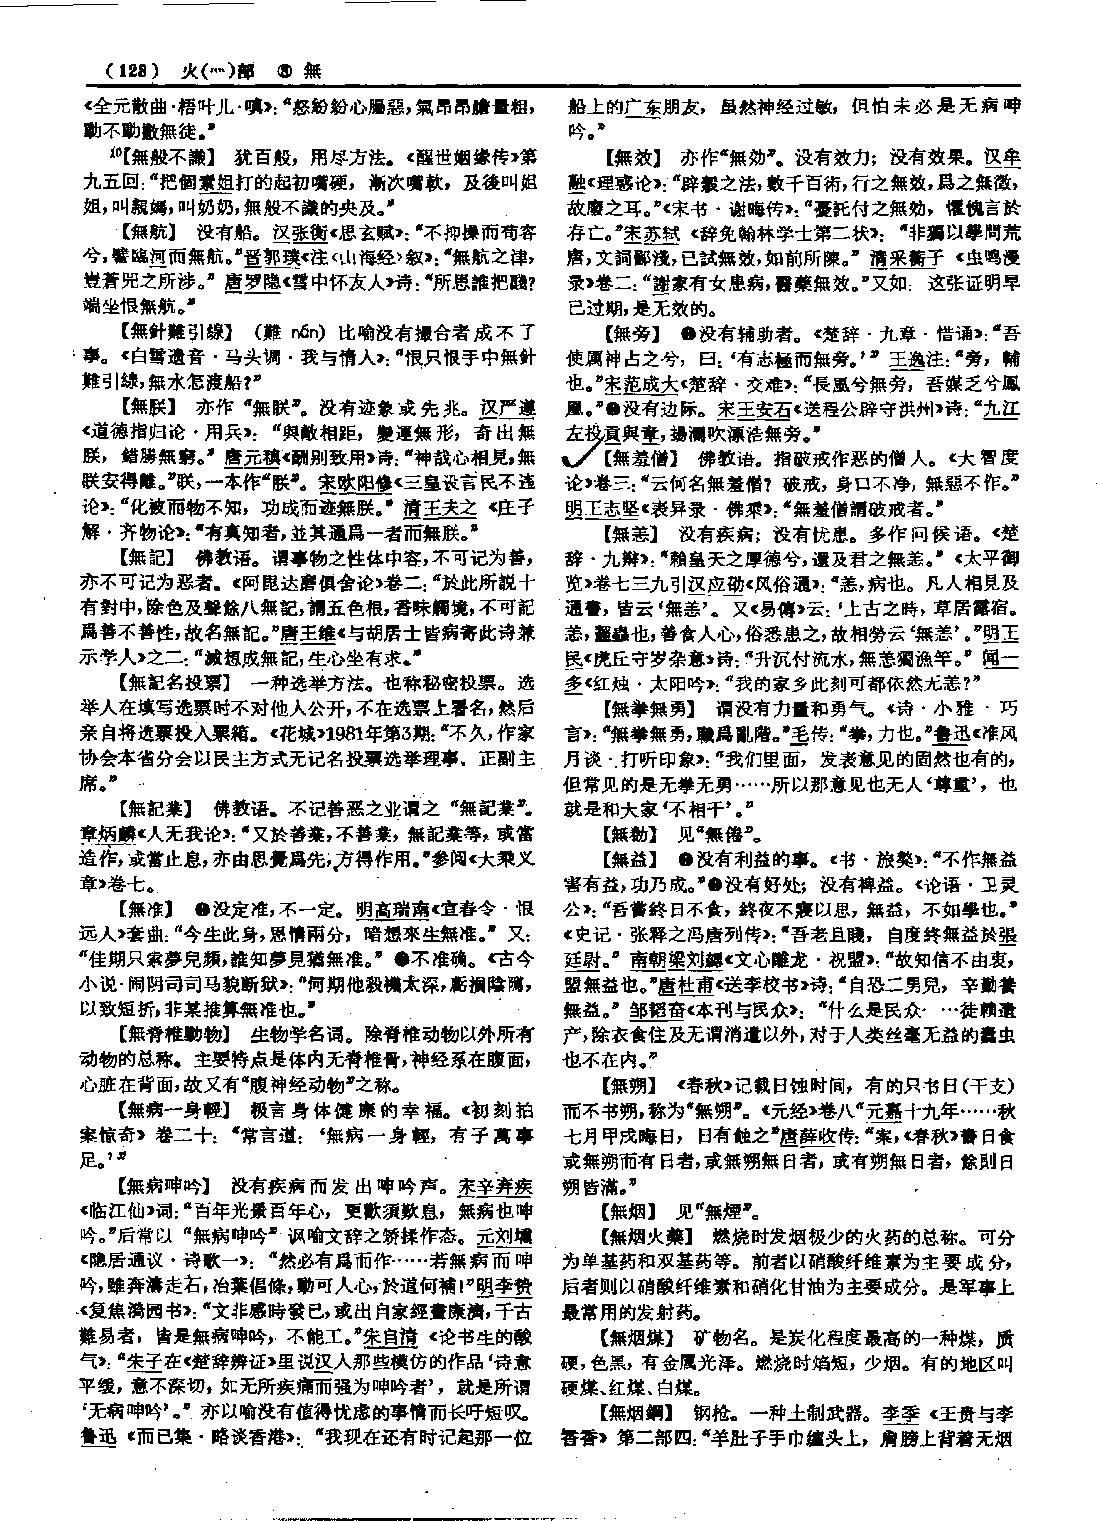 (128) 火(灬)部 ⑧ 無
《全元散曲·梧叶儿·嗔》:“怒紛紛心腸惡,氣昂昂膽量粗,
動不動撒無徒。”
¹⁰【無般不識】 犹百般,用尽方法。《醒世姻缘传》第
九五回:“把個素姐打的起初嘴硬,漸次嘴軟,及後叫姐
姐,叫親媽,叫奶奶,無般不識的央及。”
【無航】 没有船。汉张衡《思玄赋》:“不抑操而苟容
兮,譬臨河而無航。”晋郭璞《注〈山海经〉叙》:“無航之津,
豈蒼兕之所涉。” 唐罗隐《雪中怀友人》诗:“所思誰把醆?
端坐恨無航。”
【無針難引線】 (難 nán) 比喻没有撮合者成不了
事。《白雪遗音·马头调·我与情人》:“恨只恨手中無針
難引線,無水怎渡船?”
【無朕】 亦作“無眹”。没有迹象或先兆。汉严遵
《道德指归论·用兵》:“與敵相距,變運無形,奇出無
朕,錯勝無窮。”唐元稹《酬别致用》诗:“神哉心相見,無
眹安得離。”眹,一本作“朕”。宋欧阳修《三皇设言民不违
论》:“化被而物不知,功成而迹無朕。”清王夫之《庄子
解·齐物论》:“有真知者,並其通爲一者而無朕。”
【無記】 佛教语。谓事物之性体中容,不可记为善,
亦不可记为恶者。《阿毘达磨俱舍论》卷二:“於此所説十
有對中,除色及聲餘八無記,謂五色根,香味觸境,不可記
爲善不善性,故名無記。”唐王维《与胡居士皆病寄此诗兼
示学人》之二:“滅想成無記,生心坐有求。”
【無記名投票】 一种选举方法。也称秘密投票。选
举人在填写选票时不对他人公开,不在选票上署名,然后
亲自将选票投入票箱。《花城》1981年第3期:“不久,作家
协会本省分会以民主方式无记名投票选举理事、正副主
席。”
【無記業】 佛教语。不记善恶之业谓之“無記業”。
章炳麟《人无我论》:“又於善業,不善業,無記業等,或當
造作,或當止息,亦由思覺爲先,方得作用。”参阅《大乘义
章》卷七。
【無准】 ❶没定准,不一定。明高瑞南《宜春令·恨
远人》套曲:“今生此身,恩情兩分,暗想來生無准。”又:
“佳期只索夢兒頻,誰知夢見猶無准。” ❷不准确。《古今
小说·闹阴司司马貌断狱》:“何期他殺機太深,虧損陰騭,
以致短折,非某推算無准也。”
【無脊椎動物】 生物学名词。除脊椎动物以外所有
动物的总称。主要特点是体内无脊椎骨,神经系在腹面,
心脏在背面,故又有“腹神经动物”之称。
【無病一身輕】 极言身体健康的幸福。《初刻拍
案惊奇》卷二十:“常言道:‘無病一身輕,有子萬事
足。’”
【無病呻吟】 没有疾病而发出呻吟声。宋辛弃疾
《临江仙》词:“百年光景百年心,更歡須歎息,無病也呻
吟。”后常以“無病呻吟”讽喻文辞之矫揉作态。元刘壎
《隐居通议·诗歌一》:“然必有爲而作……若無病而呻
吟,雖奔濤走石,冶葉倡條,動可人心,於道何補!”明李贽
《复焦漪园书》:“文非感時發己,或出自家經畫康濟,千古
難易者,皆是無病呻吟,不能工。”朱自清《论书生的酸
气》:“朱子在《楚辞辨证》里说汉人那些模仿的作品‘诗意
平缓,意不深切,如无所疾痛而强为呻吟者’,就是所谓
‘无病呻吟’。”亦以喻没有值得忧虑的事情而长吁短叹。
鲁迅《而已集·略谈香港》:“我现在还有时记起那一位
船上的广东朋友,虽然神经过敏,但怕未必是无病呻
吟。”
【無效】 亦作“無効”。没有效力;没有效果。汉牟
融《理惑论》:“辟穀之法,數千百術,行之無效,爲之無徵,
故廢之耳。”《宋书·谢晦传》:“憂託付之無効,懼愧言於
存亡。”宋苏轼《辞免翰林学士第二状》:“非獨以學問荒
唐,文詞鄙淺,已試無效,如前所陳。”清采蘅子《虫鸣漫
录》卷二:“謝家有女患病,醫藥無效。”又如:这张证明早
已过期,是无效的。
【無旁】 ❶没有辅助者。《楚辞·九章·惜诵》:“吾
使厲神占之兮,曰:‘有志極而無旁。’” 王逸注:“旁,輔
也。”宋范成大《楚辞·交难》:“長風兮無旁,吾媒乏兮鳳
凰。”❷没有边际。宋王安石《送程公辟守洪州》诗:“九江
左投貢與章,揚瀾吹漂浩無旁。”
【無羞僧】 佛教语。指破戒作恶的僧人。《大智度
论》卷三:“云何名無羞僧?破戒,身口不净,無惡不作。”
明王志坚《表异录·佛乘》:“無羞僧謂破戒者。”
【無恙】 没有疾病;没有忧患。多作问候语。《楚
辞·九辩》:“賴皇天之厚德兮,還及君之無恙。”《太平御
览》卷七三九引汉应劭《风俗通》:“恙,病也。凡人相見及
通書,皆云‘無恙’。又《易傳》云:‘上古之時,草居露宿。
恙,齧蟲也,善食人心,俗悉患之,故相勞云‘無恙’。”明王
民《虎丘守岁杂意》诗:“升沉付流水,無恙獨漁竿。”闻一
多《红烛·太阳吟》:“我的家乡此刻可都依然无恙?”
【無拳無勇】 谓没有力量和勇气。《诗·小雅·巧
言》:“無拳無勇,職爲亂階。”毛传:“拳,力也。”鲁迅《准风
月谈·打听印象》:“我们里面,发表意见的固然也有的,
但常见的是无拳无勇……所以那意见也无人‘尊重’,也
就是和大家‘不相干’。”
【無勌】 见“無倦”。
【無益】 ❶没有利益的事。《书·旅獒》:“不作無益
害有益,功乃成。”❷没有好处;没有裨益。《论语·卫灵
公》:“吾嘗終日不食,終夜不寢以思,無益,不如學也。”
《史记·张释之冯唐列传》:“吾老且賤,自度終無益於張
廷尉。”南朝梁刘勰《文心雕龙·祝盟》:“故知信不由衷,
盟無益也。”唐杜甫《送李校书》诗:“自恐二男兒,辛勤養
無益。”邹韬奋《本刊与民众》:“什么是民众……徒赖遗
产,除衣食住及无谓消遣以外,对于人类丝毫无益的蠹虫
也不在内。”
【無朔】 《春秋》记载日蚀时间,有的只书日(干支)
而不书朔,称为“無朔”。《元经》卷八“元嘉十九年……秋
七月甲戌晦日,日有蝕之”唐薛收传:“案,《春秋》書日食
或無朔而有日者,或無朔無日者,或有朔無日者,餘則日
朔皆滿。”
【無烟】 见“無煙”。
【無烟火藥】 燃烧时发烟极少的火药的总称。可分
为单基药和双基药等。前者以硝酸纤维素为主要成分,
后者则以硝酸纤维素和硝化甘油为主要成分。是军事上
最常用的发射药。
【無烟煤】 矿物名。是炭化程度最高的一种煤,质
硬,色黑,有金属光泽。燃烧时焰短,少烟。有的地区叫
硬煤、红煤、白煤。
【無烟鋼】 钢枪。一种土制武器。李季《王贵与李
香香》第二部四:“羊肚子手巾缠头上,肩膀上背着无烟